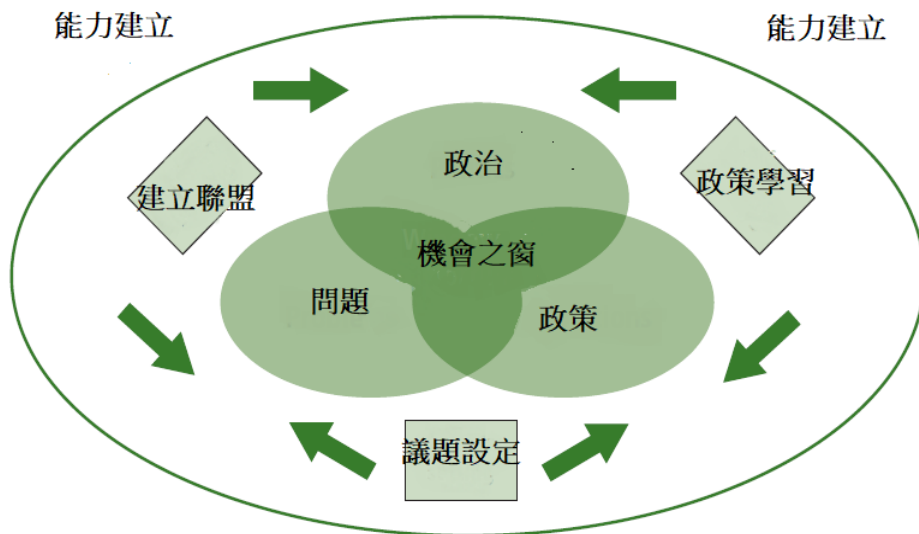 能力建立
能力建立
政治
建立聯盟
政策學習
機會之窗
問題
政策
議題設定